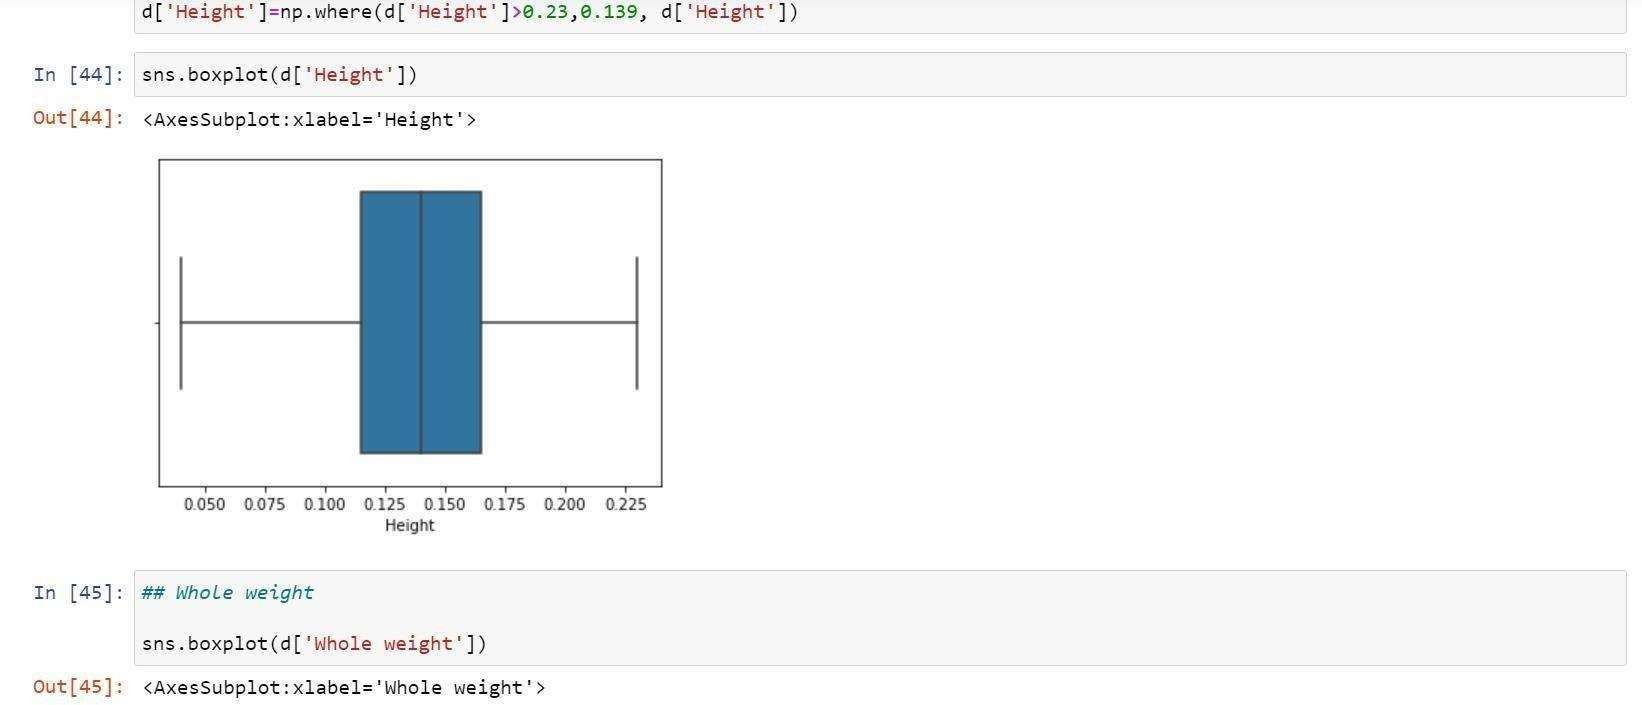 d['Height']=np.where(d['Height']>0.23,0.139, d['Height'])
In [44]: sns.boxplot(d['Height'])
Out[44]: <AxesSubplot:xlabel='Height'>
0.050 0.075 0.100 0.125 0.150 0.175 0.200 0.225
Height
In [45]: ## Whole weight
sns.boxplot(d['Whole weight'])
Out[45]: <AxesSubplot:xlabel='Whole weight'>